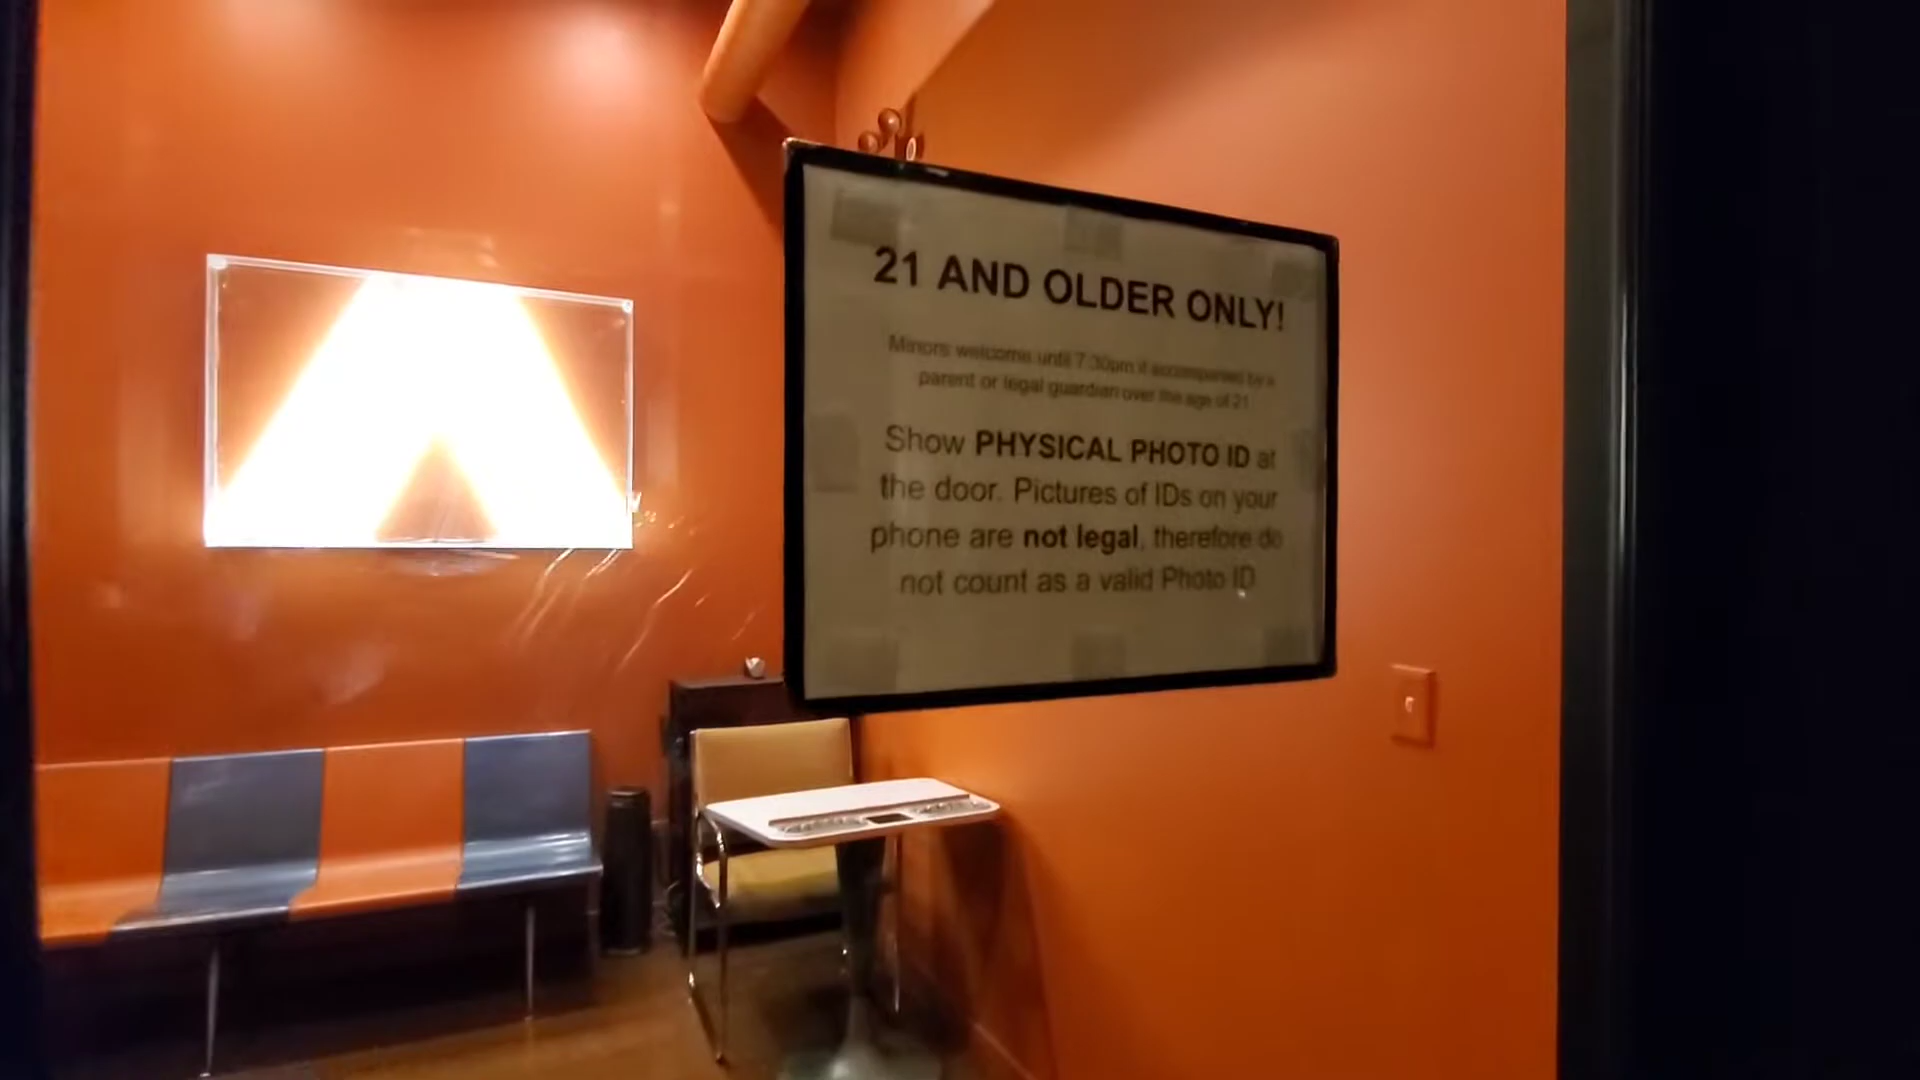 21 AND OLDER ONLY!
Minors welcome until 7:30pm if accompanied by a
parent or legal guardian over the age of 21
Show PHYSICAL PHOTO ID at
the door. Pictures of IDs on your
phone are not legal, therefore do
not count as a valid Photo ID